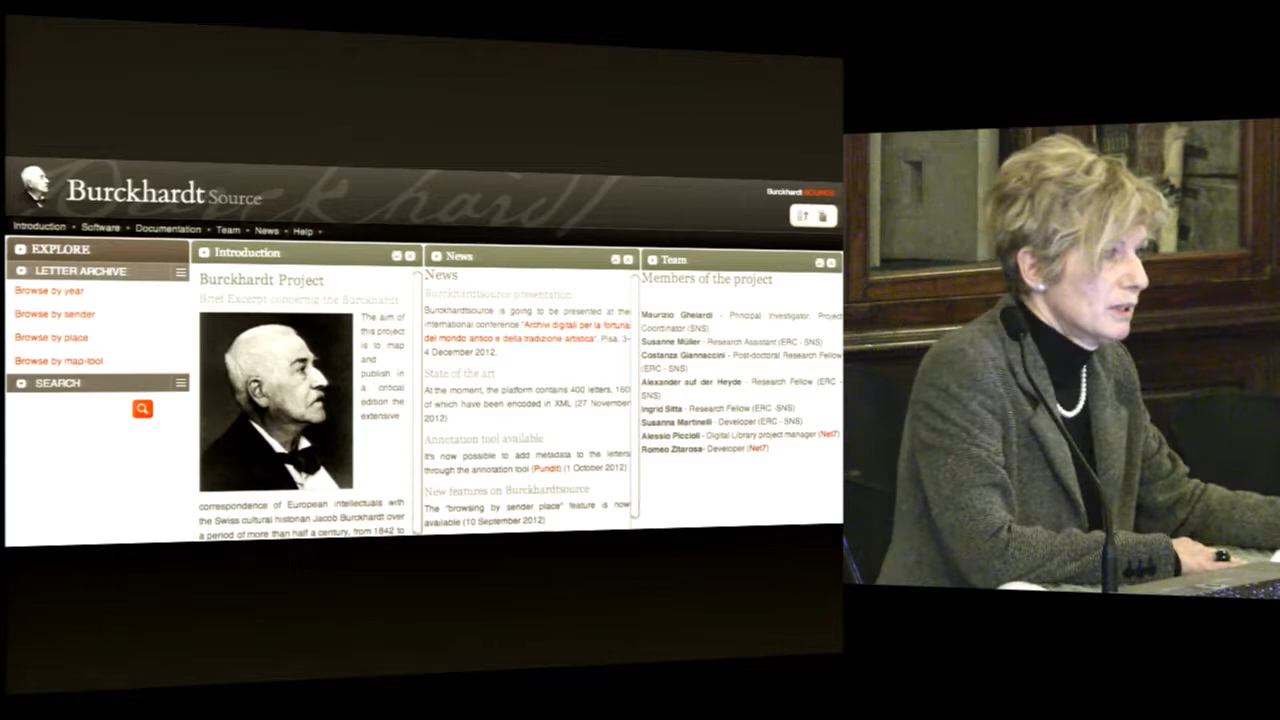 Burckhardt Source
BurckhardtSOURCE
Introduction • Software • Documentation • Team • News • Help •
EXPLORE
LETTER ARCHIVE
Browse by year
Browse by sender
Browse by place
Browse by map-tool
SEARCH
Introduction
Burckhardt Project
Brief Excerpt concerning the Burckhardt
The aim of
this project
is to map
and
publish in
a critical
edition the
extensive
correspondence of European intellectuals with
the Swiss cultural historian Jacob Burckhardt over
a period of more than half a century, from 1842 to
News
News
Burckhardtsource presentation
Burckhardtsource is going to be presented at the
international conference "Archivi digitali per la fortuna
del mondo antico e della tradizione artistica", Pisa, 3-
4 December 2012.
State of the art
At the moment, the platform contains 400 letters, 160
of which have been encoded in XML (27 November
2012)
Annotation tool available
It's now possible to add metadata to the letters
through the annotation tool (Pundit) (1 October 2012)
New features on Burckhardtsource
The "browsing by sender place" feature is now
available (10 September 2012)
Team
Members of the project
Maurizio Ghelardi - Principal Investigator, Project
Coordinator (SNS)
Susanne Müller - Research Assistant (ERC - SNS)
Costanza Giannaccini - Post-doctoral Research Fellow
(ERC - SNS)
Alexander auf der Heyde - Research Fellow (ERC -
SNS)
Ingrid Sitta - Research Fellow (ERC -SNS)
Susanna Martinelli - Developer (ERC - SNS)
Alessio Piccioli - Digital Library project manager (Net7)
Romeo Zitarosa- Developer (Net7)